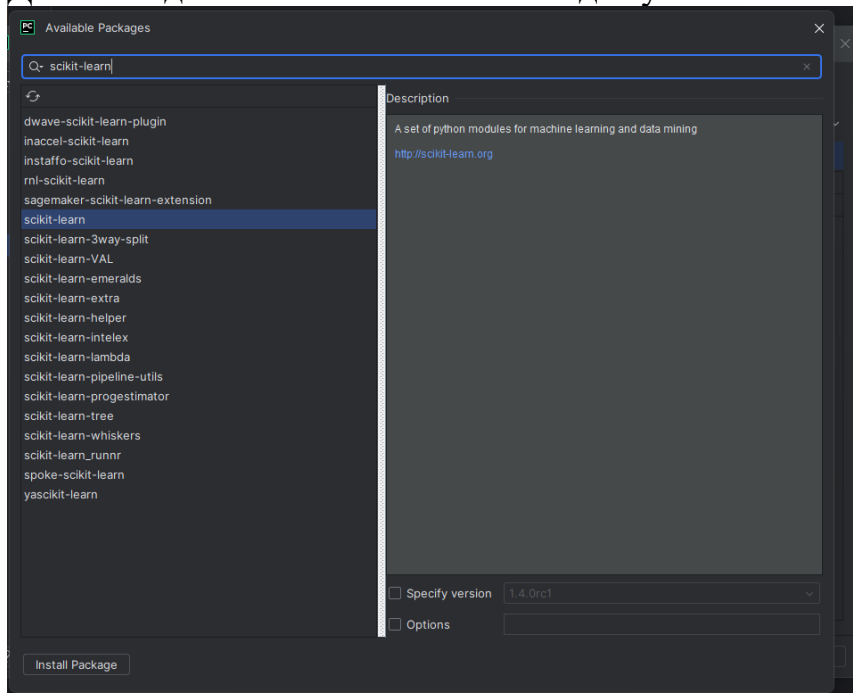 Available Packages
scikit-learn
Description
dwave-scikit-learn-plugin
inaccel-scikit-learn
instaffo-scikit-learn
rnl-scikit-learn
sagemaker-scikit-learn-extension
scikit-learn
scikit-learn-3way-split
scikit-learn-VAL
scikit-learn-emeralds
scikit-learn-extra
scikit-learn-helper
scikit-learn-intelex
scikit-learn-lambda
scikit-learn-pipeline-utils
scikit-learn-progestimator
scikit-learn-tree
scikit-learn-whiskers
scikit-learn_runnr
spoke-scikit-learn
yascikit-learn
A set of python modules for machine learning and data mining
http://scikit-learn.org
Specify version 1.4.0rc1
Options
Install Package